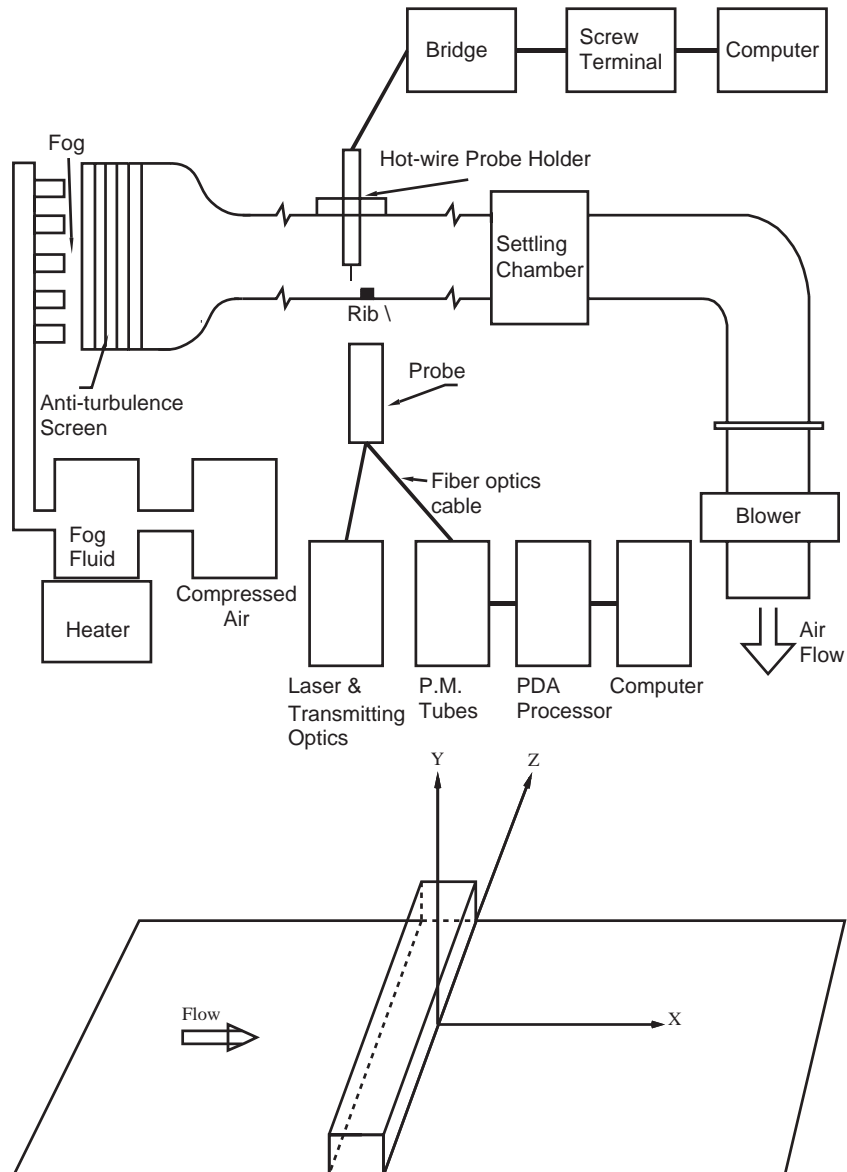 Bridge
Screw
Terminal
Computer
Fog
Hot-wire Probe Holder
Settling
Chamber
Rib \
Probe
Anti-turbulence
Screen
Fiber optics
cable
Blower
Fog
Fluid
Compressed
Air
Heater
Air
Flow
Laser &
Transmitting
Optics
P.M.
Tubes
PDA
Processor
Computer
Y
Z
Flow
X